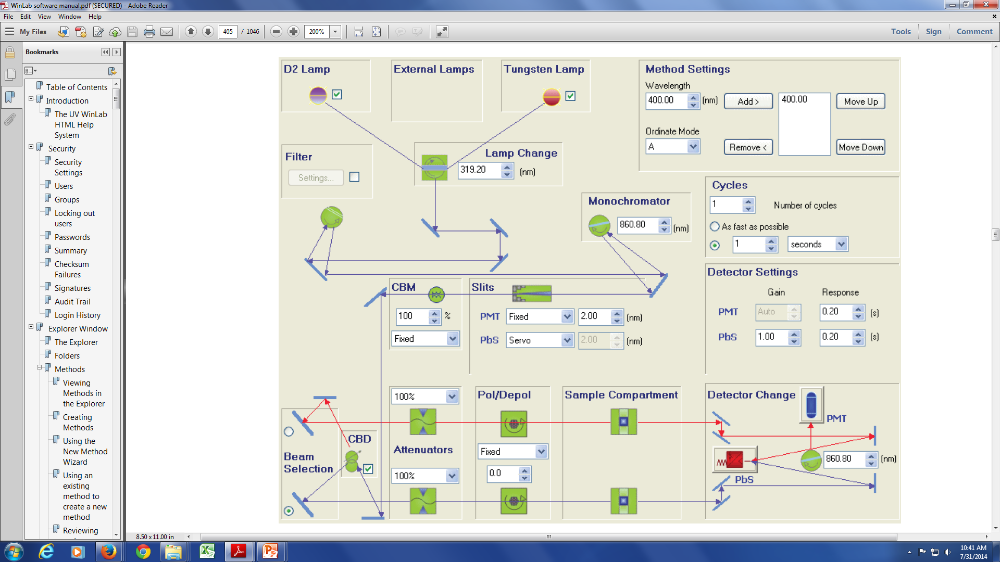 WinLab software manual.pdf (SECURED) - Adobe Reader
File Edit View Window Help
My Files 405 / 1046 200% Tools Sign Comment
Bookmarks
Table of Contents
Introduction
The UV WinLab
HTML Help
System
Security
Security
Settings
Users
Groups
Locking out
users
Passwords
Summary
Checksum
Failures
Signatures
Audit Trail
Login History
Explorer Window
The Explorer
Folders
Methods
Viewing
Methods in
the Explorer
Creating
Methods
Using the
New Method
Wizard
Using an
existing
method to
create a new
method
Reviewing
8.50 x 11.00 in
D2 Lamp
External Lamps
Tungsten Lamp
Method Settings
Wavelength
400.00 (nm) Add > 400.00 Move Up
Ordinate Mode
A Remove < Move Down
Filter
Settings...
Lamp Change
319.20 (nm)
Monochromator
860.80 (nm)
Cycles
1 Number of cycles
As fast as possible
1 seconds
CBM
100 %
Fixed
Slits
PMT Fixed 2.00 (nm)
PbS Servo 2.00 (nm)
Detector Settings
Gain Response
PMT Auto 0.20 (s)
PbS 1.00 0.20 (s)
Beam
Selection
CBD
100%
Attenuators
100%
Pol/Depol
Fixed
0.0
Sample Compartment
Detector Change
PMT
860.80 (nm)
PbS
10:41 AM
7/31/2014